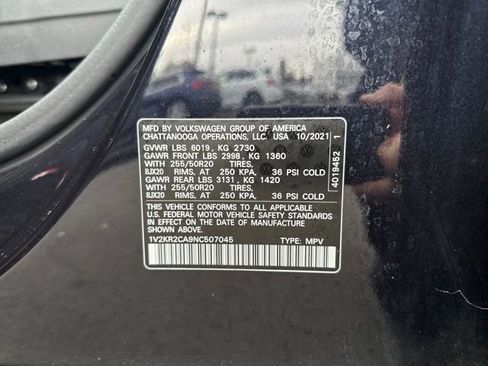 MFD BY VOLKSWAGEN GROUP OF AMERICA
CHATTANOOGA OPERATIONS, LLC. USA 10/2021
GVWR LBS 6019, KG 2730
GAWR FRONT LBS 2998, KG 1360
255/50R20 TIRES,
8JX20 RIMS, AT 250 KPA, 36 PSI COLD
GAWR REAR LBS 3131, KG 1420
255/50R20 TIRES,
8JX20 RIMS, AT 250 KPA, 36 PSI COLD
THIS VEHICLE CONFORMS TO ALL APPLICABLE
U.S. FEDERAL MOTOR VEHICLE SAFETY STANDARDS
IN EFFECT ON THE DATE OF MANUFACTURE
SHOWN ABOVE.
1V2KR2CA9NC507045 TYPE: MPV
4019452 1